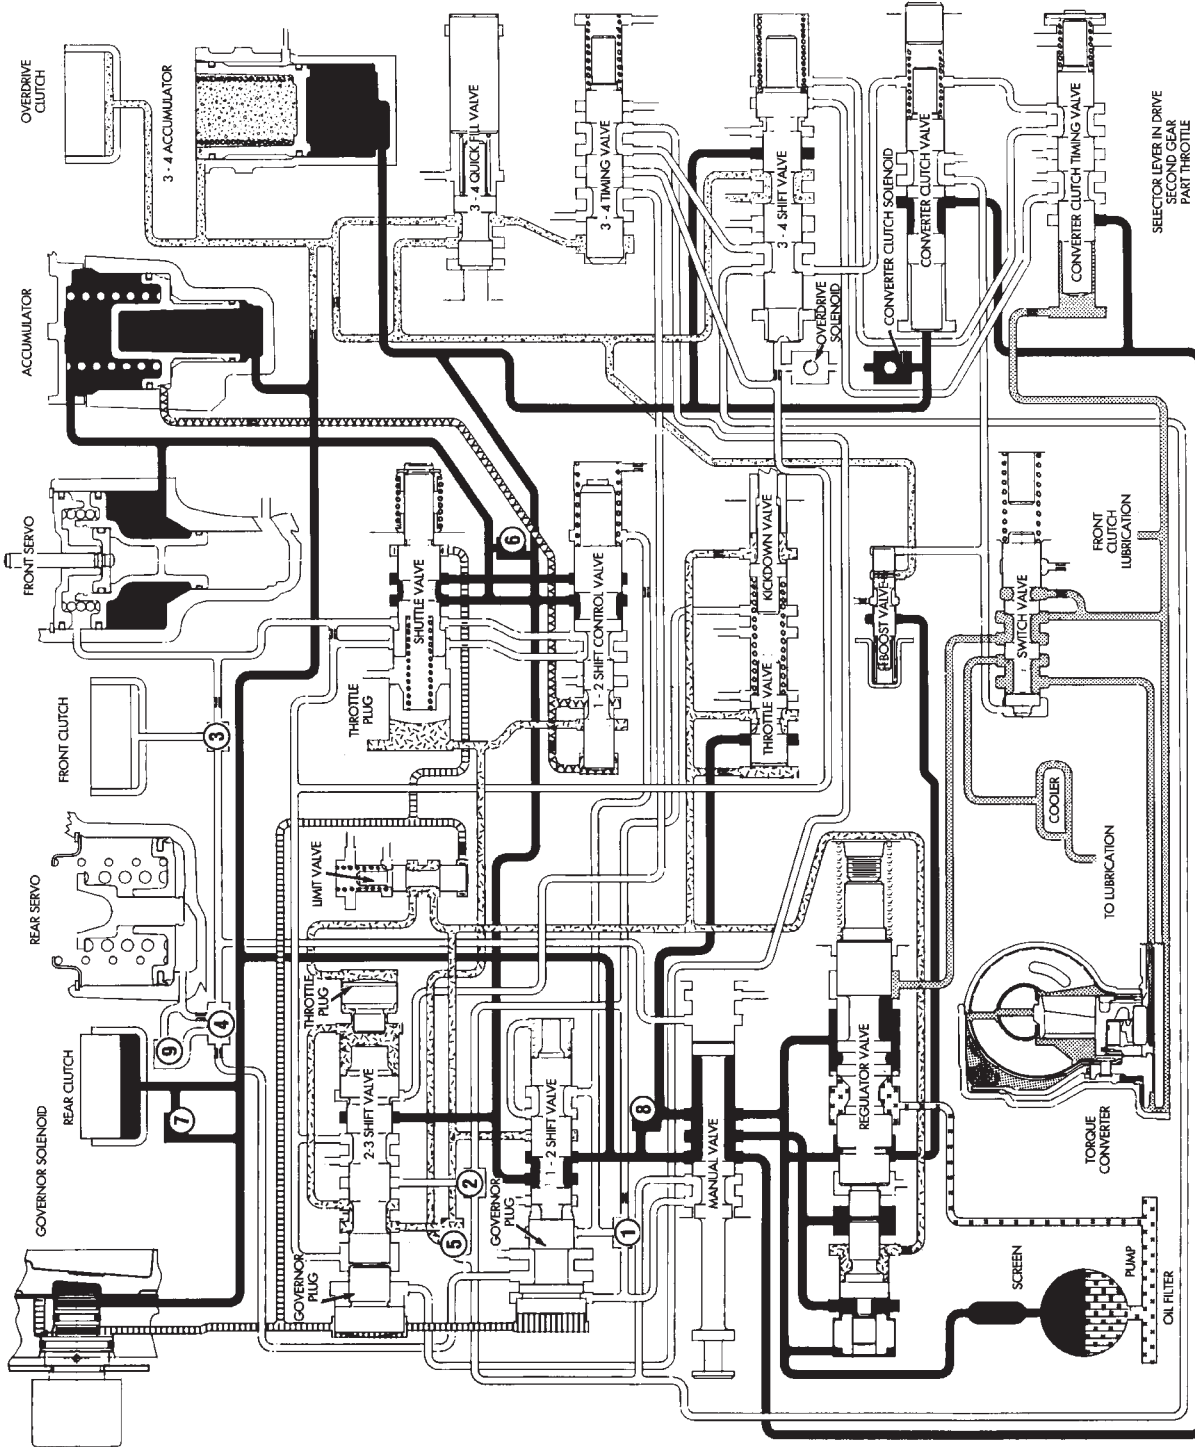 OVERDRIVE
CLUTCH
3 - 4 ACCUMULATOR
3 - 4 QUICK FILL VALVE
3 - 4 TIMING VALVE
3 - 4 SHIFT VALVE
OVERDRIVE
SOLENOID
CONVERTER CLUTCH SOLENOID
CONVERTER CLUTCH VALVE
CONVERTER CLUTCH TIMING VALVE
SELECTOR LEVER IN DRIVE
SECOND GEAR
PART THROTTLE
ACCUMULATOR
FRONT SERVO
SHUTTLE VALVE
6
1 - 2 SHIFT CONTROL VALVE
KICKDOWN VALVE
THROTTLE VALVE
BOOST VALVE
SWITCH VALVE
FRONT
CLUTCH
LUBRICATION
FRONT CLUTCH
3
THROTTLE
PLUG
COOLER
TO LUBRICATION
REAR SERVO
LIMIT VALVE
REAR CLUTCH
7
9
4
THROTTLE
PLUG
2-3 SHIFT VALVE
2
5
1 - 2 SHIFT VALVE
8
1
MANUAL VALVE
REGULATOR VALVE
TORQUE
CONVERTER
GOVERNOR SOLENOID
GOVERNOR
PLUG
GOVERNOR
PLUG
SCREEN
PUMP
OIL FILTER